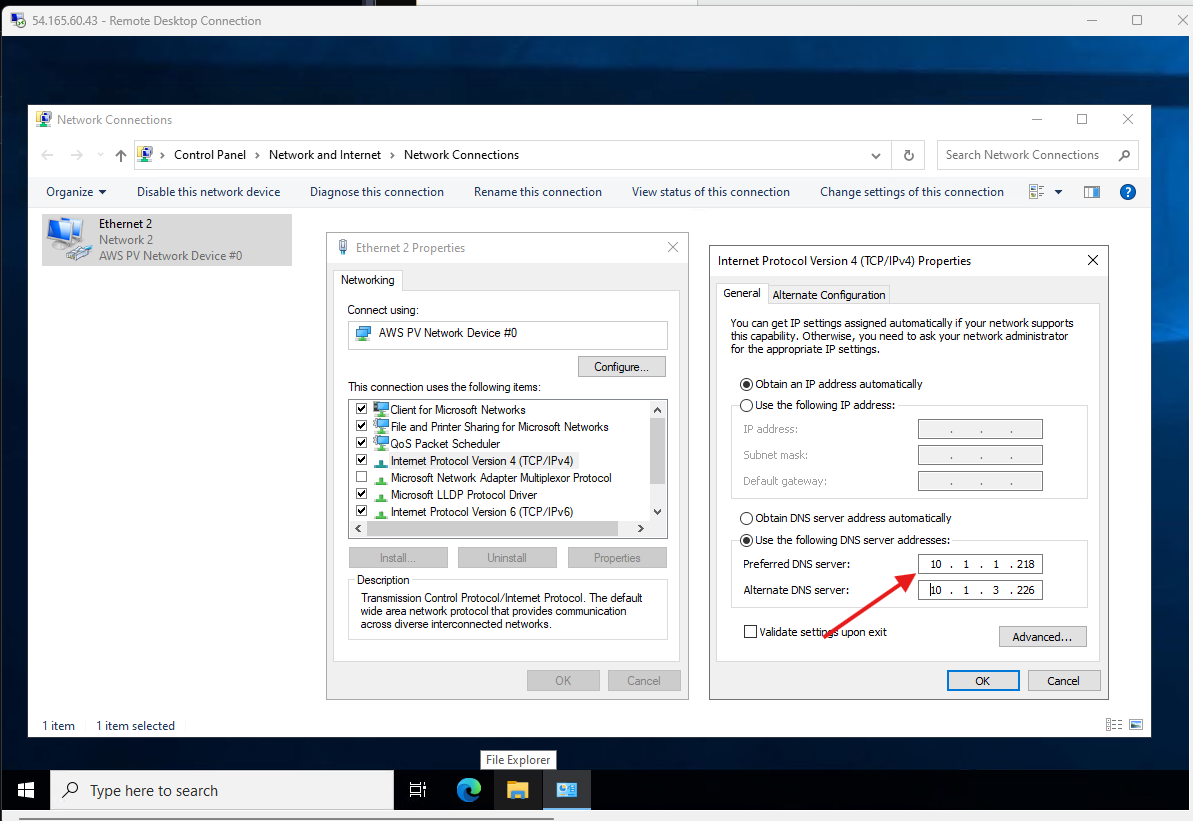 54.165.60.43 - Remote Desktop Connection
Network Connections
Control Panel > Network and Internet > Network Connections
Search Network Connections
Organize
Disable this network device
Diagnose this connection
Rename this connection
View status of this connection
Change settings of this connection
Ethernet 2
Network 2
AWS PV Network Device #0
Ethernet 2 Properties
Networking
Connect using:
AWS PV Network Device #0
Configure...
This connection uses the following items:
Client for Microsoft Networks
File and Printer Sharing for Microsoft Networks
QoS Packet Scheduler
Internet Protocol Version 4 (TCP/IPv4)
Microsoft Network Adapter Multiplexor Protocol
Microsoft LLDP Protocol Driver
Internet Protocol Version 6 (TCP/IPv6)
Install...
Uninstall
Properties
Description
Transmission Control Protocol/Internet Protocol. The default
wide area network protocol that provides communication
across diverse interconnected networks.
OK
Cancel
Internet Protocol Version 4 (TCP/IPv4) Properties
General
Alternate Configuration
You can get IP settings assigned automatically if your network supports
this capability. Otherwise, you need to ask your network administrator
for the appropriate IP settings.
Obtain an IP address automatically
Use the following IP address:
IP address:
. . .
Subnet mask:
. . .
Default gateway:
. . .
Obtain DNS server address automatically
Use the following DNS server addresses:
Preferred DNS server:
10 . 1 . 1 . 218
Alternate DNS server:
10 . 1 . 3 . 226
Validate settings upon exit
Advanced...
OK
Cancel
1 item
1 item selected
File Explorer
Type here to search